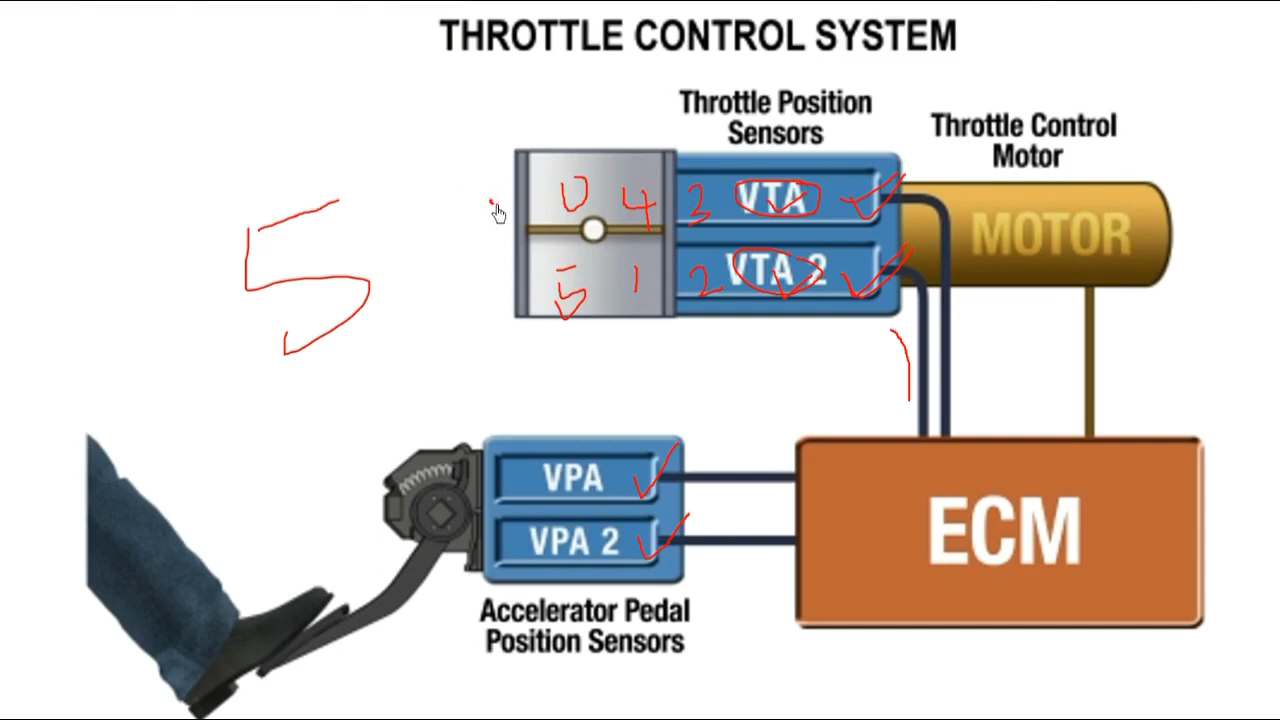 THROTTLE CONTROL SYSTEM
Throttle Position
Sensors
Throttle Control
Motor
0 4 3 VTA
MOTOR
5 1 2 VTA 2
5
VPA
VPA 2
ECM
Accelerator Pedal
Position Sensors